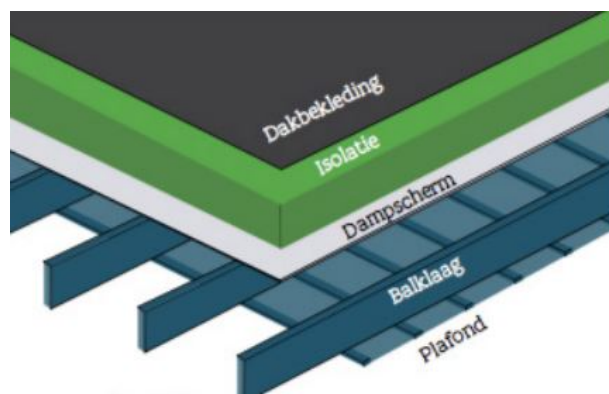 Dakbekleding
Isolatie
Dampscherm
Balklaag
Plafond